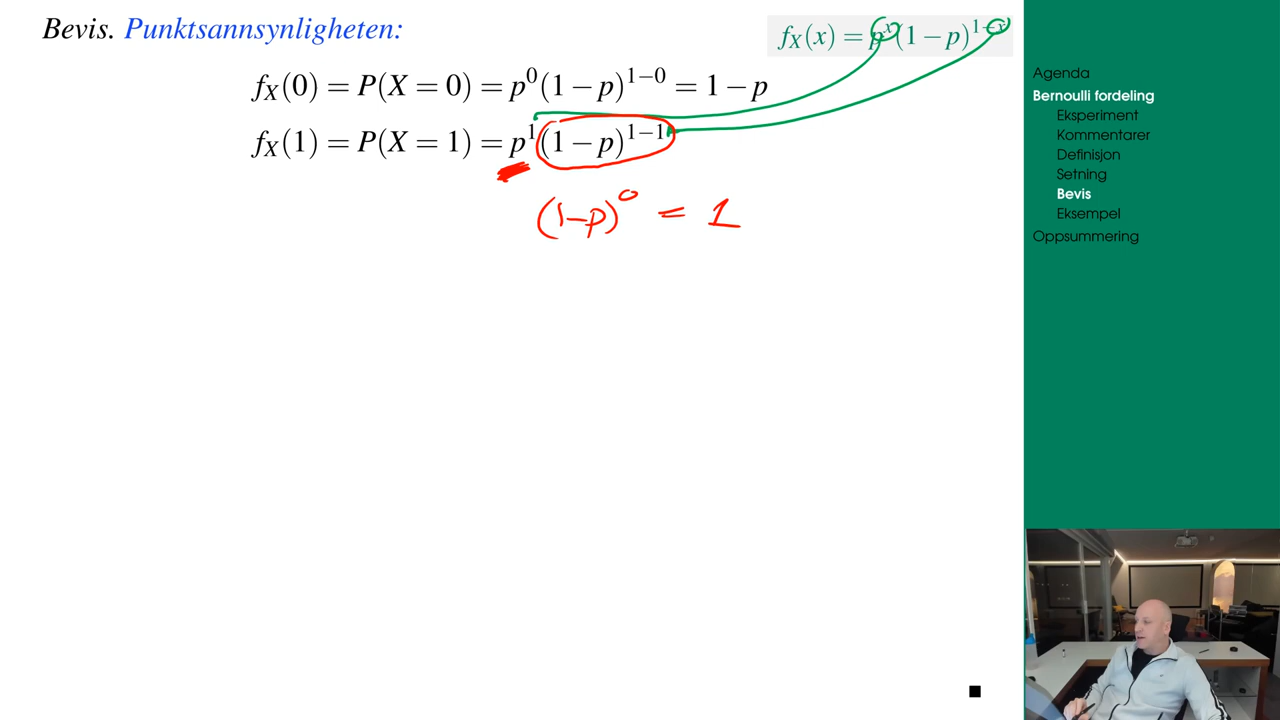 Bevis. Punktsannsynligheten:
f_X(x) = p^x(1−p)^{1−x}
f_X(0) = P(X = 0) = p^0(1−p)^{1−0} = 1−p
f_X(1) = P(X = 1) = p^1(1−p)^{1−1}
(1−p)^0 = 1
Agenda
Bernoulli fordeling
Eksperiment
Kommentarer
Definisjon
Setning
Bevis
Eksempel
Oppsummering